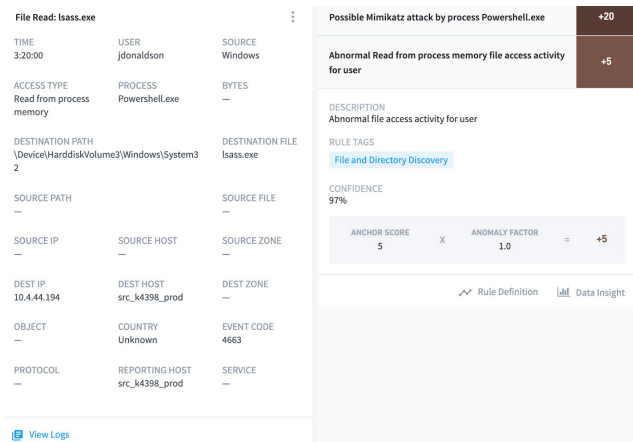 File Read: lsass.exe
TIME USER SOURCE
3:20:00 jdonaldson Windows
ACCESS TYPE PROCESS BYTES
Read from process Powershell.exe —
memory
DESTINATION PATH DESTINATION FILE
\Device\HarddiskVolume3\Windows\System3 lsass.exe
2
SOURCE PATH SOURCE FILE
— —
SOURCE IP SOURCE HOST SOURCE ZONE
— — —
DEST IP DEST HOST DEST ZONE
10.4.44.194 src_k4398_prod —
OBJECT COUNTRY EVENT CODE
— Unknown 4663
PROTOCOL REPORTING HOST SERVICE
— src_k4398_prod —
View Logs
Possible Mimikatz attack by process Powershell.exe +20
Abnormal Read from process memory file access activity +5
for user
DESCRIPTION
Abnormal file access activity for user
RULE TAGS
File and Directory Discovery
CONFIDENCE
97%
ANCHOR SCORE X ANOMALY FACTOR = +5
5 1.0
Rule Definition Data Insight